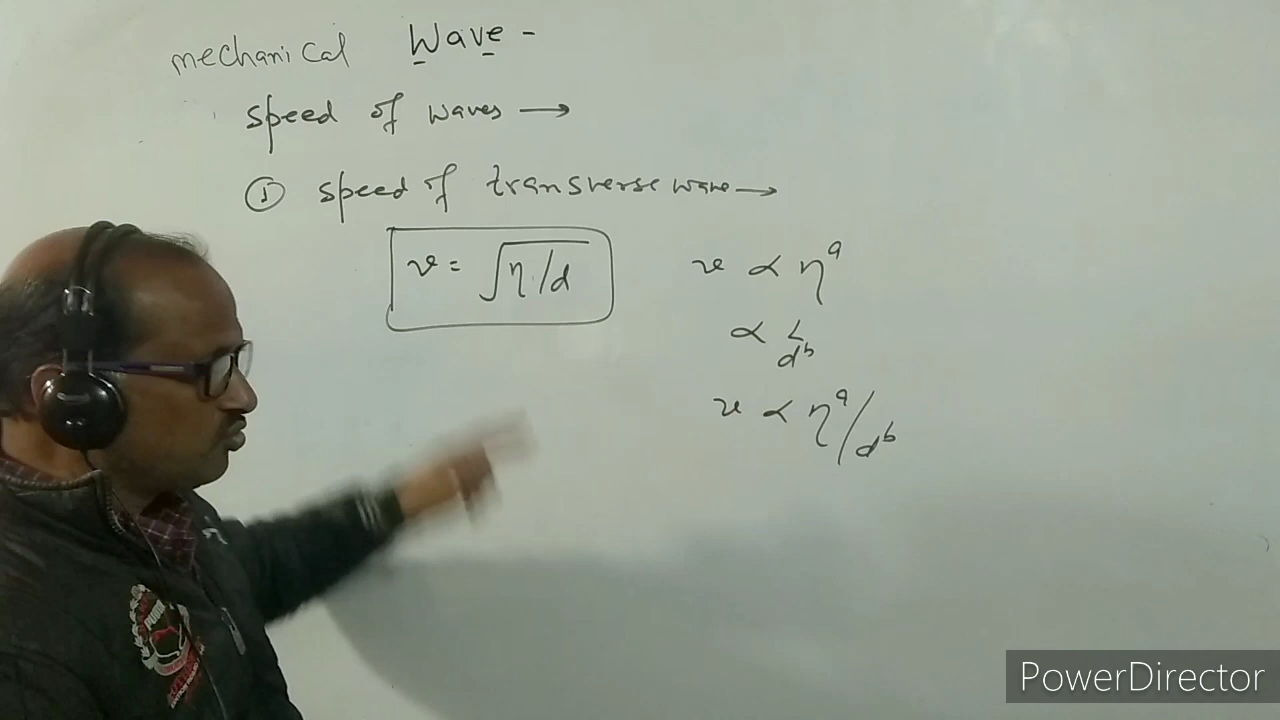 mechanical Wave -
speed of waves →
① speed of transverse wave →
v = √η/d
v ∝ η^a
∝ 1/d^b
v ∝ η^a/d^b
PowerDirector